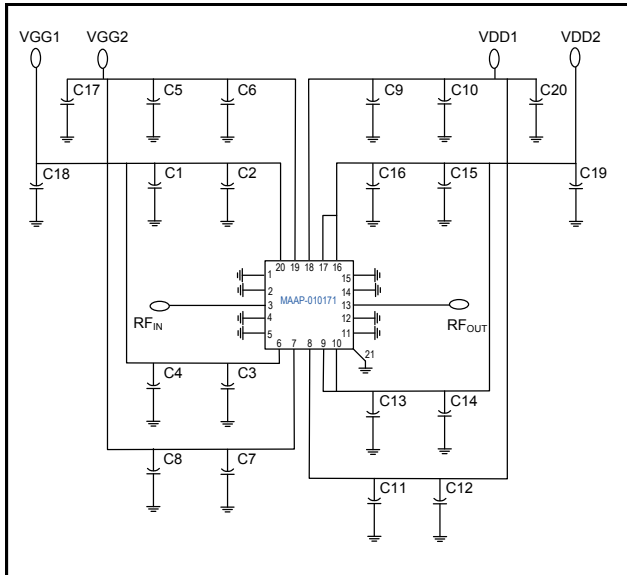 VGG1 VGG2 VDD1 VDD2
C17 C5 C6 C9 C10 C20
C18 C1 C2 C16 C15 C19
20 19 18 17 16
1 15
2 MAAP-010171 14
RFIN 3 13 RFOUT
4 12
5 11
6 7 8 9 10 21
C4 C3 C13 C14
C8 C7 C11 C12